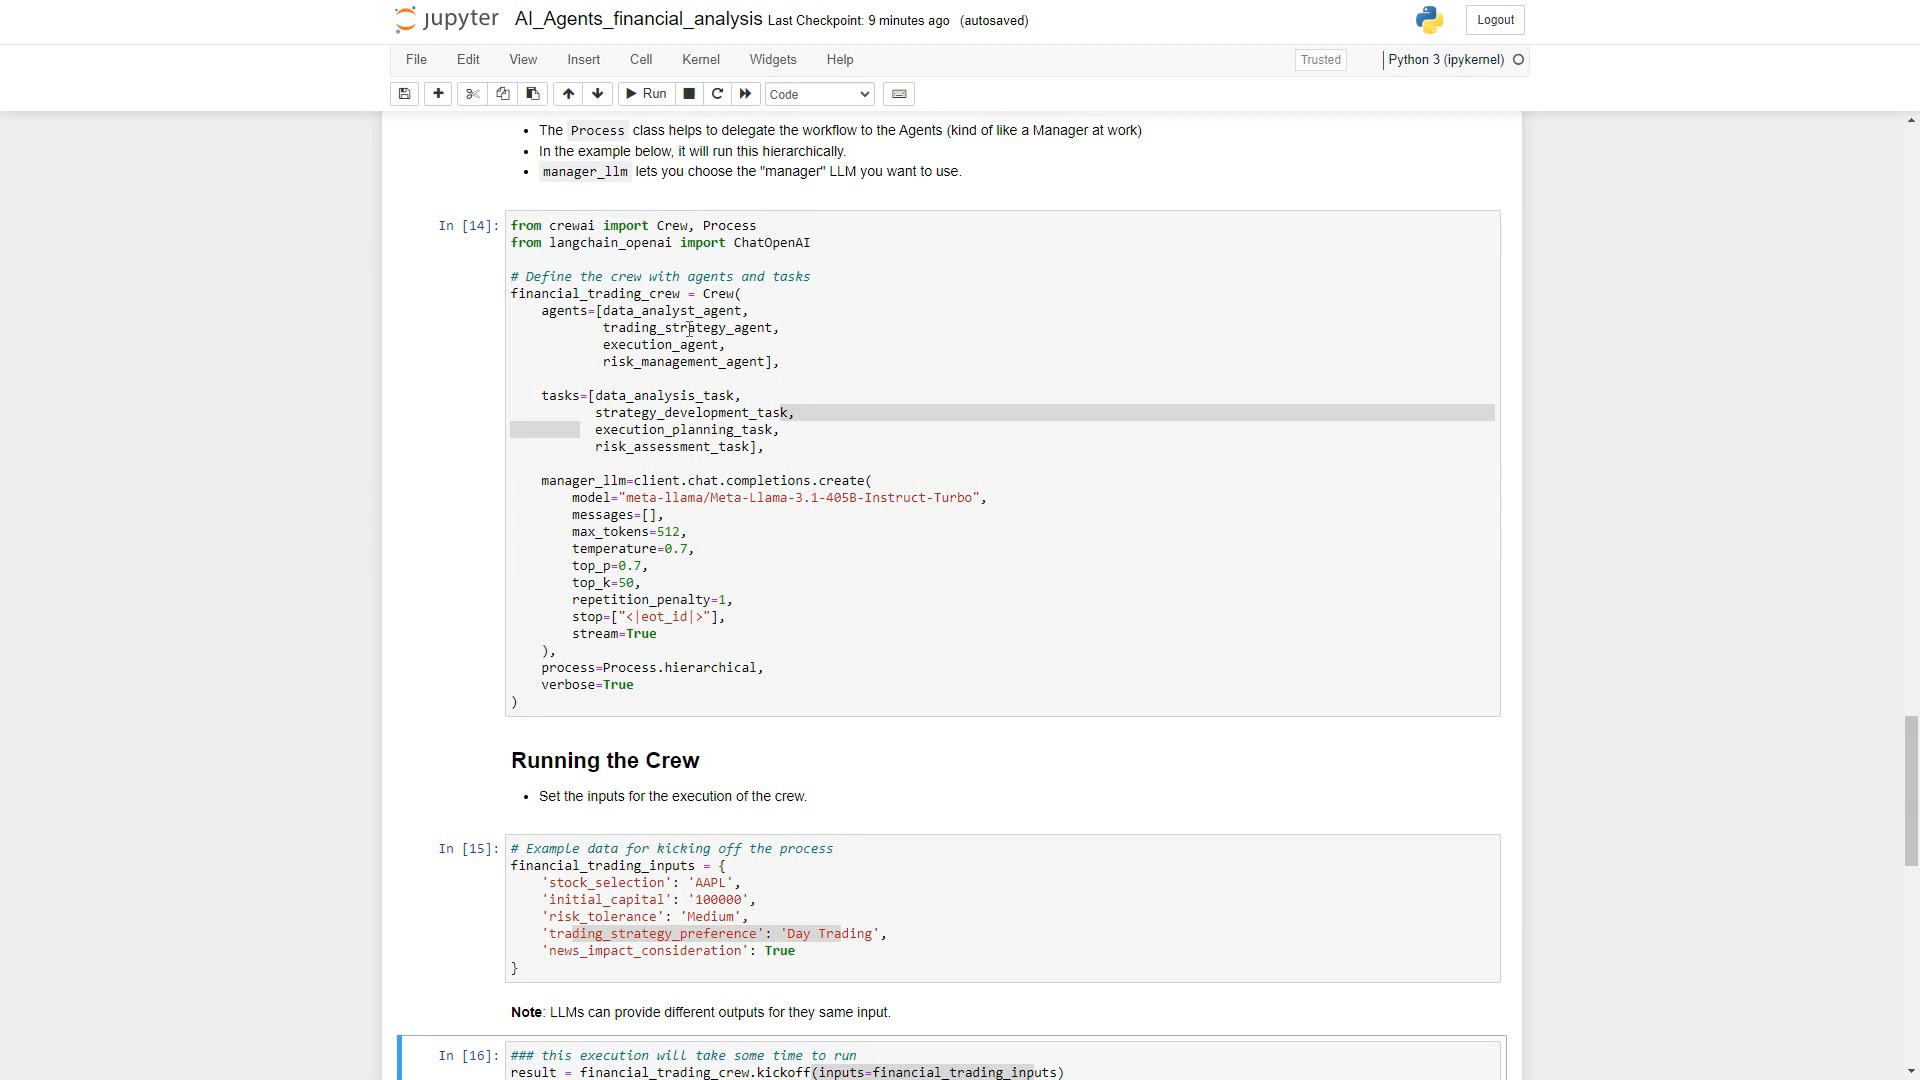 jupyter AI_Agents_financial_analysis Last Checkpoint: 9 minutes ago (autosaved) Logout
File Edit View Insert Cell Kernel Widgets Help Trusted Python 3 (ipykernel)
Run Code
The Process class helps to delegate the workflow to the Agents (kind of like a Manager at work)
In the example below, it will run this hierarchically.
manager_llm lets you choose the "manager" LLM you want to use.
In [14]: from crewai import Crew, Process
from langchain_openai import ChatOpenAI
# Define the crew with agents and tasks
financial_trading_crew = Crew(
agents=[data_analyst_agent,
trading_strategy_agent,
execution_agent,
risk_management_agent],
tasks=[data_analysis_task,
strategy_development_task,
execution_planning_task,
risk_assessment_task],
manager_llm=client.chat.completions.create(
model="meta-llama/Meta-Llama-3.1-405B-Instruct-Turbo",
messages=[],
max_tokens=512,
temperature=0.7,
top_p=0.7,
top_k=50,
repetition_penalty=1,
stop=["<|eot_id|>"],
stream=True
),
process=Process.hierarchical,
verbose=True
)
Running the Crew
Set the inputs for the execution of the crew.
In [15]: # Example data for kicking off the process
financial_trading_inputs = {
'stock_selection': 'AAPL',
'initial_capital': '100000',
'risk_tolerance': 'Medium',
'trading_strategy_preference': 'Day Trading',
'news_impact_consideration': True
}
Note: LLMs can provide different outputs for they same input.
In [16]: ### this execution will take some time to run
result = financial_trading_crew.kickoff(inputs=financial_trading_inputs)